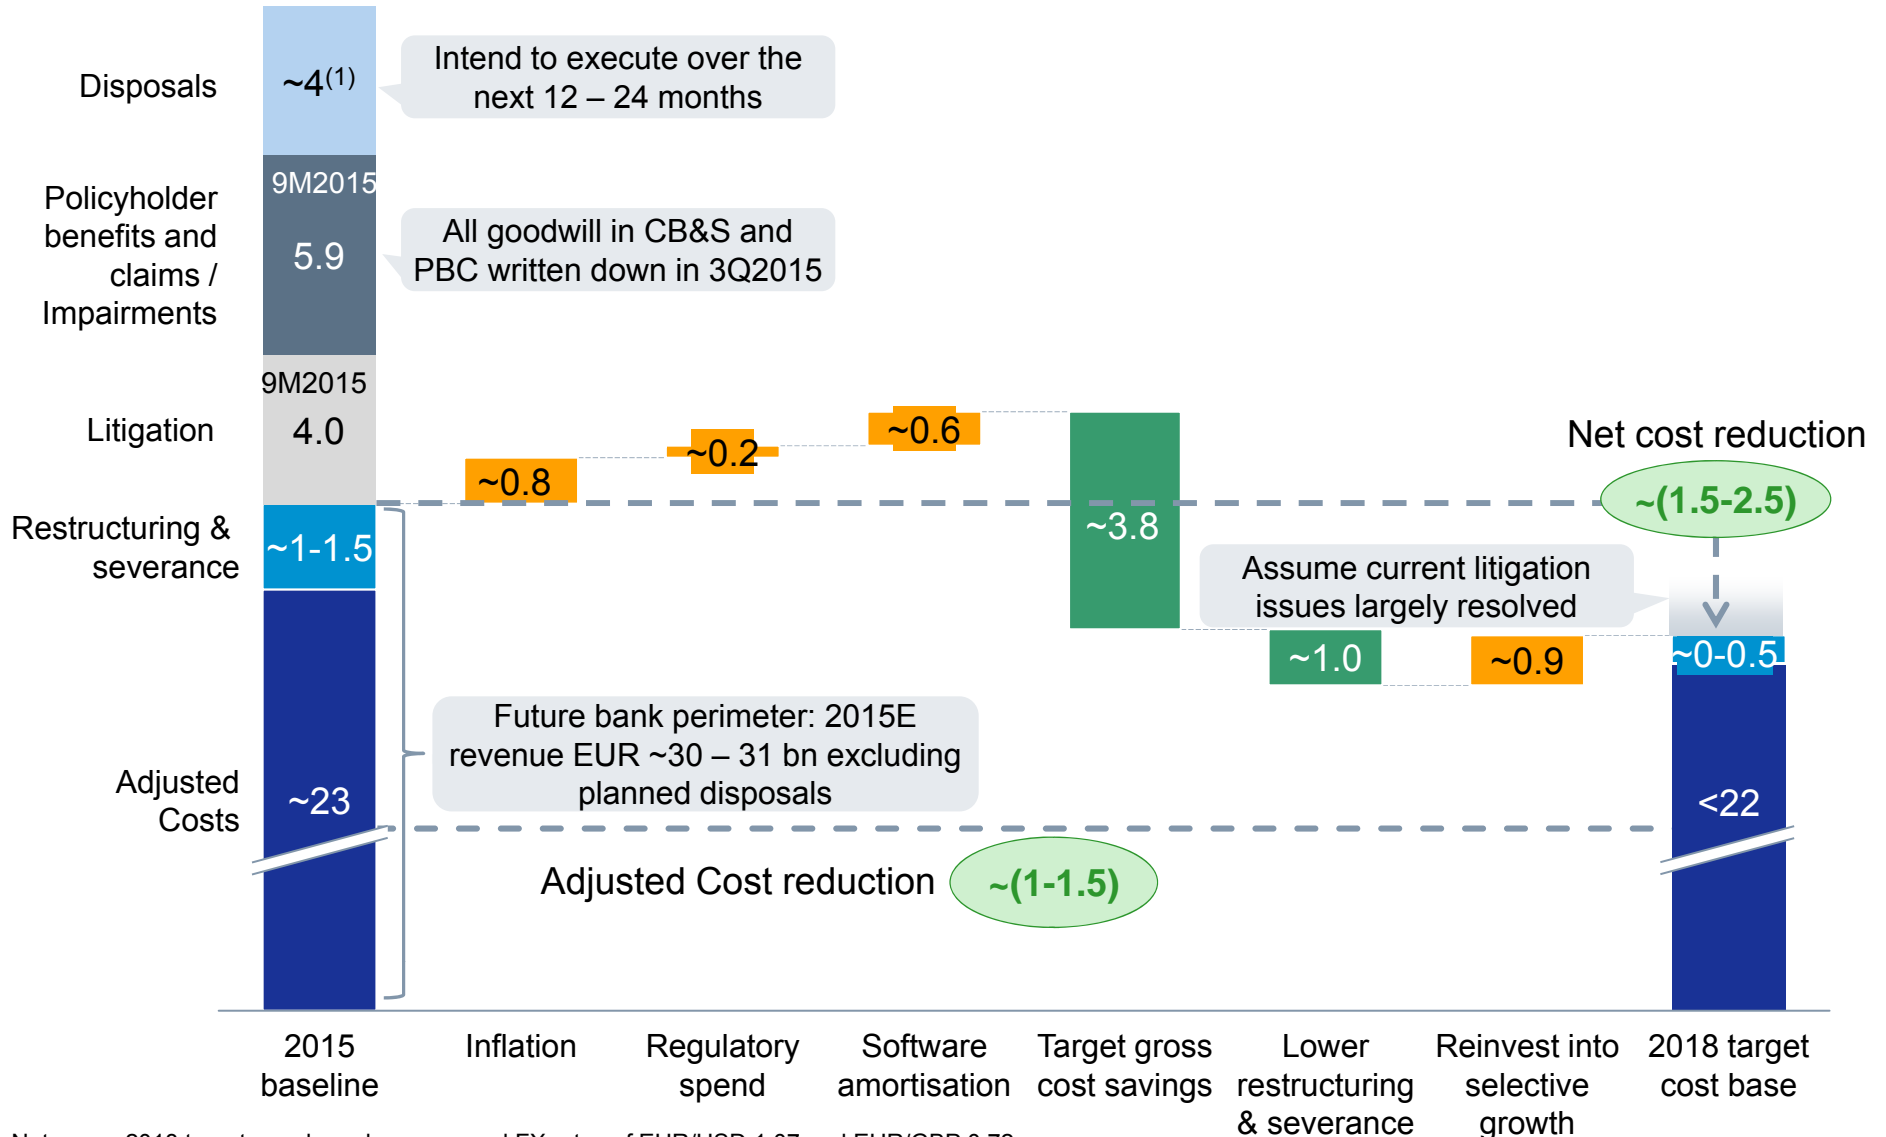 Disposals
~4(1)
Intend to execute over the
next 12 – 24 months
Policyholder
benefits and
claims /
Impairments
9M2015
5.9
All goodwill in CB&S and
PBC written down in 3Q2015
Litigation
9M2015
4.0
Restructuring &
severance
~1-1.5
Adjusted
Costs
~23
~0.8
~0.2
~0.6
~3.8
~1.0
~0.9
Net cost reduction
~(1.5-2.5)
Assume current litigation
issues largely resolved
~0-0.5
<22
Future bank perimeter: 2015E
revenue EUR ~30 – 31 bn excluding
planned disposals
Adjusted Cost reduction
~(1-1.5)
2015
baseline
Inflation
Regulatory
spend
Software
amortisation
Target gross
cost savings
Lower
restructuring
& severance
Reinvest into
selective
growth
2018 target
cost base